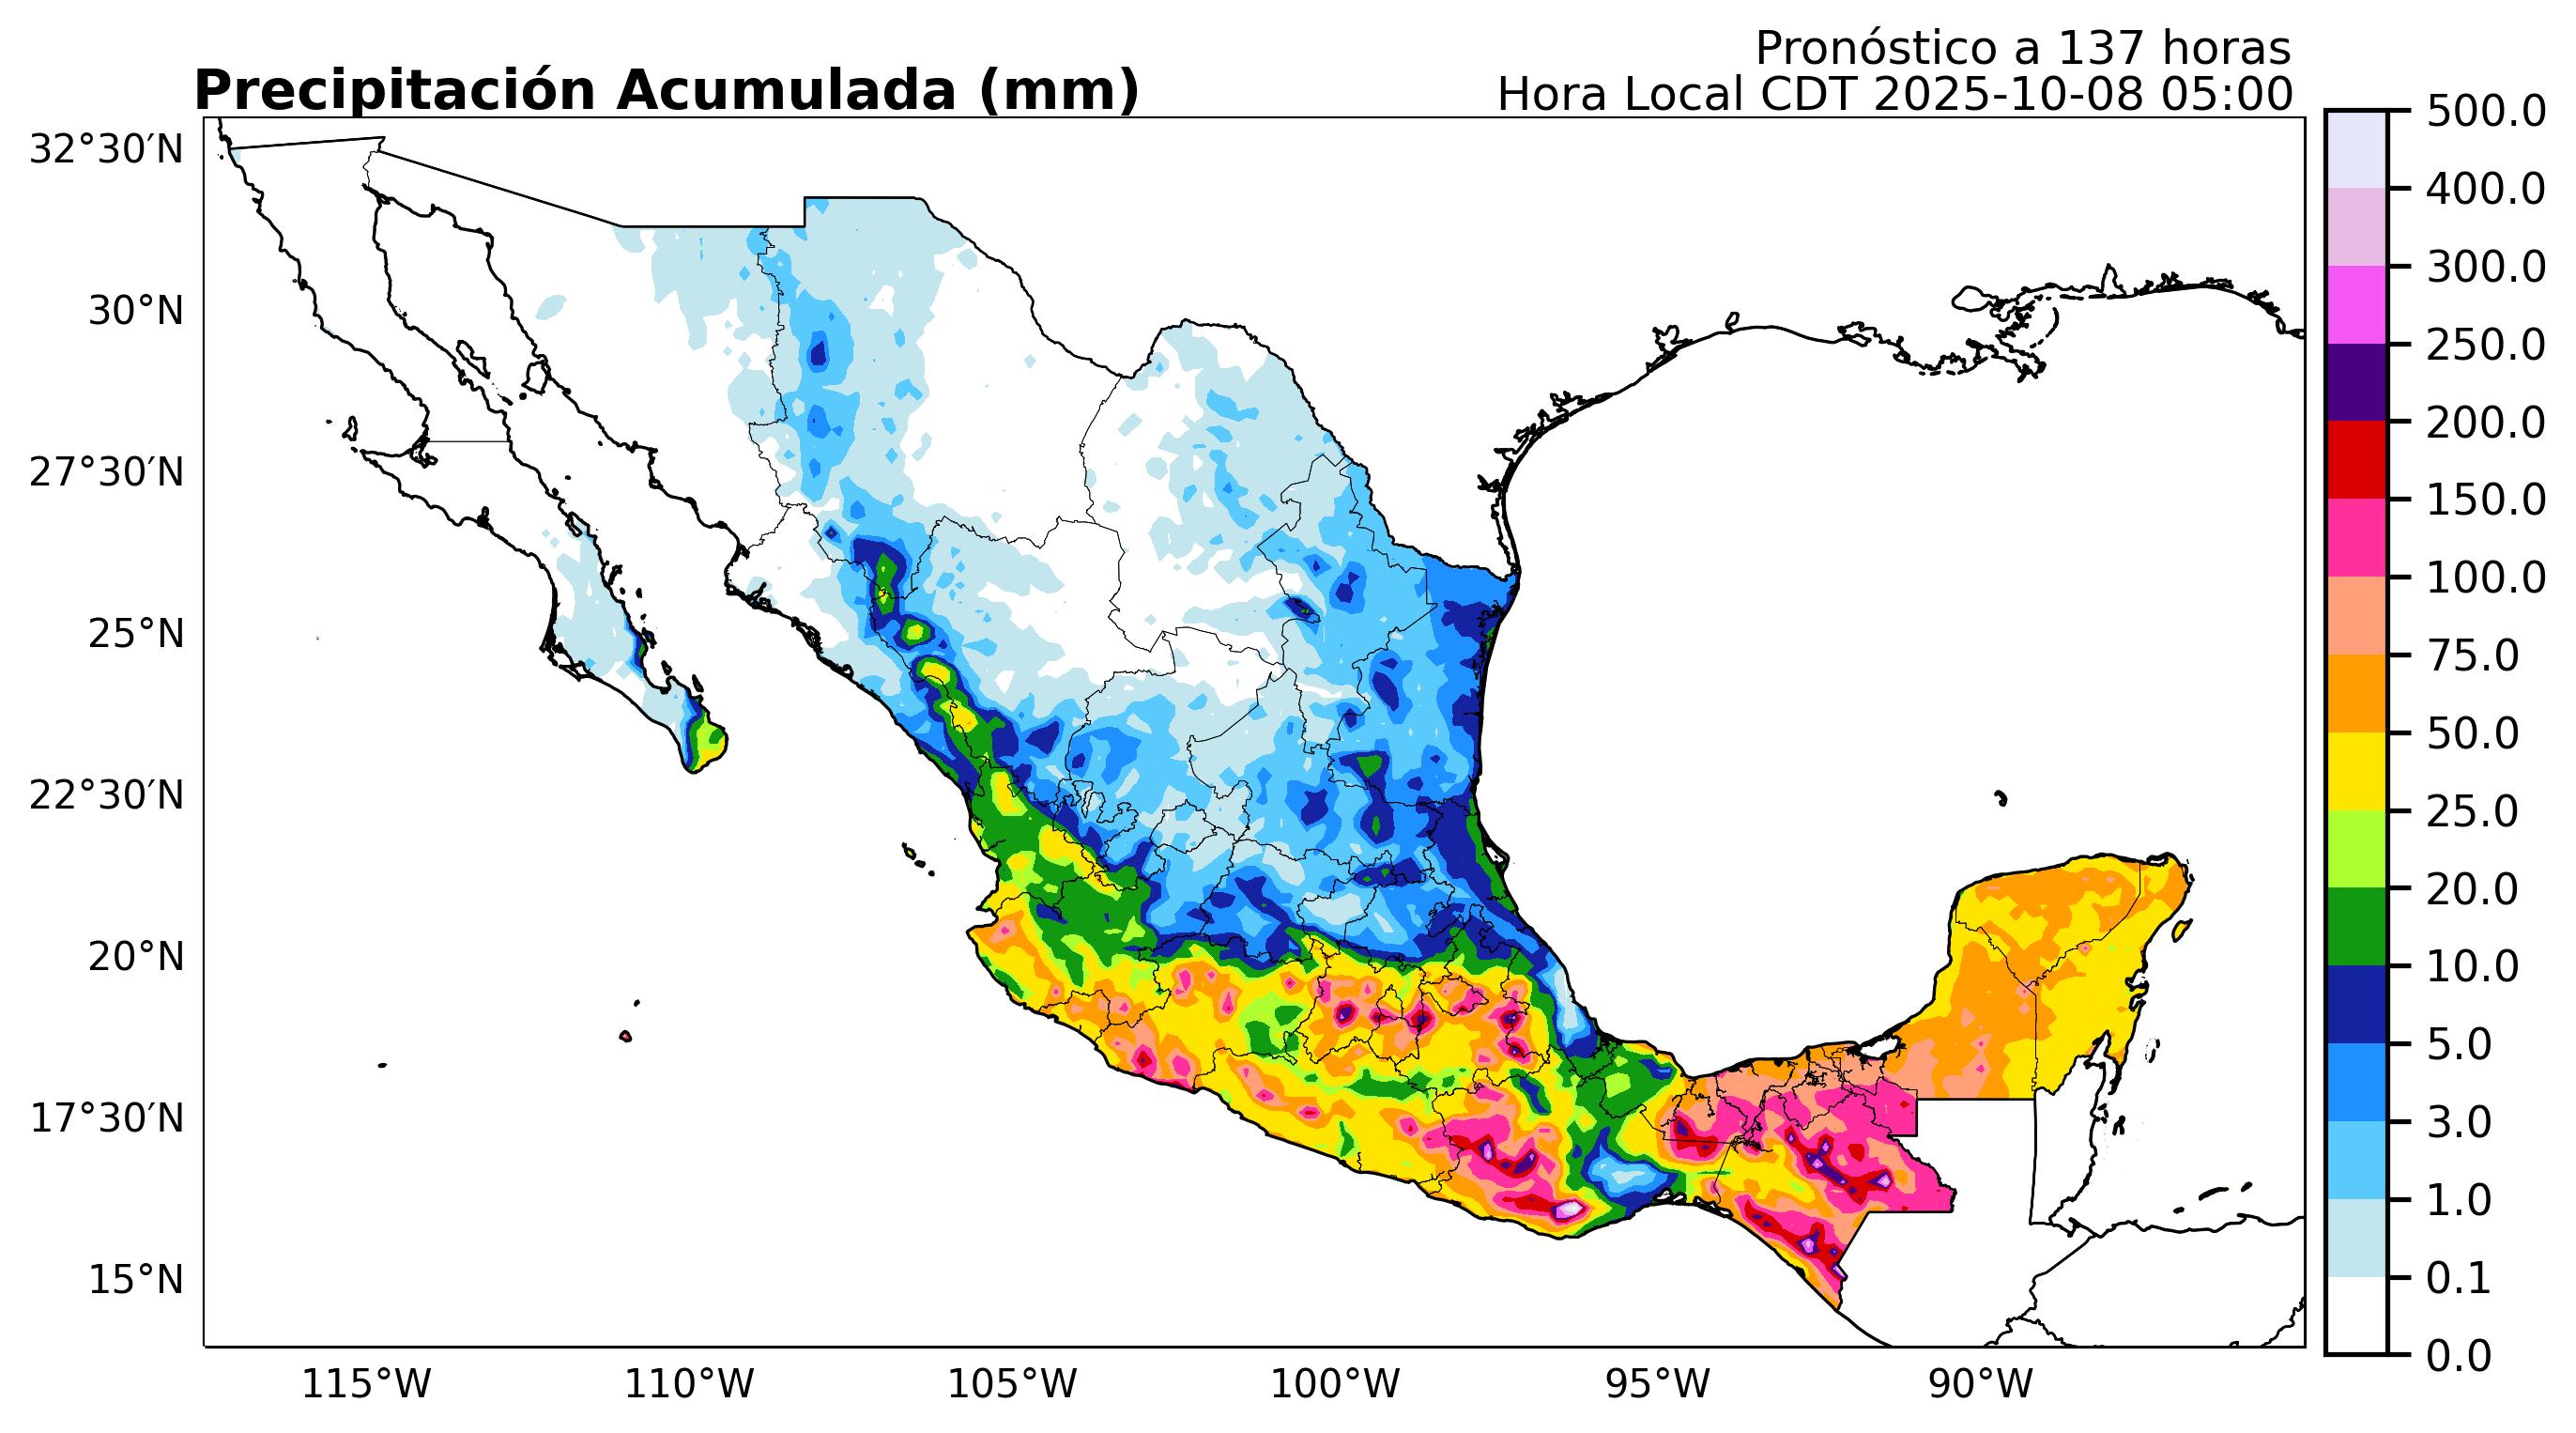 Pronóstico a 137 horas
Precipitación Acumulada (mm)
Hora Local CDT 2025-10-08 05:00
32°30′N
30°N
27°30′N
25°N
22°30′N
20°N
17°30′N
15°N
115°W
110°W
105°W
100°W
95°W
90°W
500.0
400.0
300.0
250.0
200.0
150.0
100.0
75.0
50.0
25.0
20.0
10.0
5.0
3.0
1.0
0.1
0.0